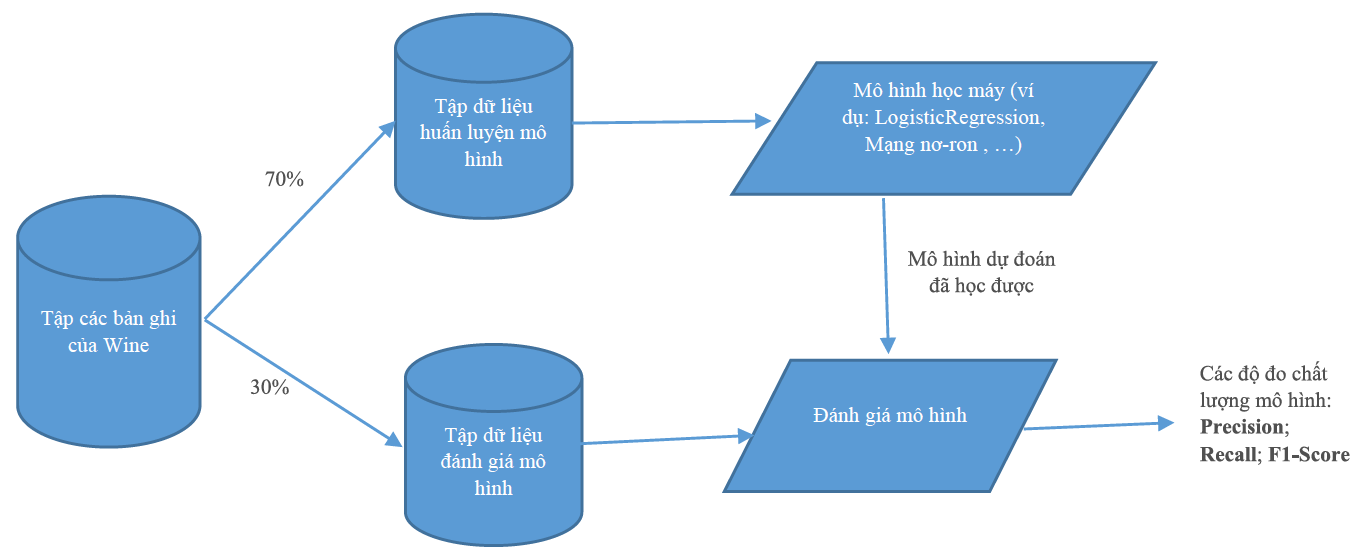 Tập dữ liệu
huấn luyện mô
hình
Mô hình học máy (ví
dụ: LogisticRegression,
Mạng nơ-ron , …)
70%
Tập các bản ghi
của Wine
Mô hình dự đoán
đã học được
30%
Tập dữ liệu
đánh giá mô
hình
Đánh giá mô hình
Các độ đo chất
lượng mô hình:
Precision;
Recall; F1-Score